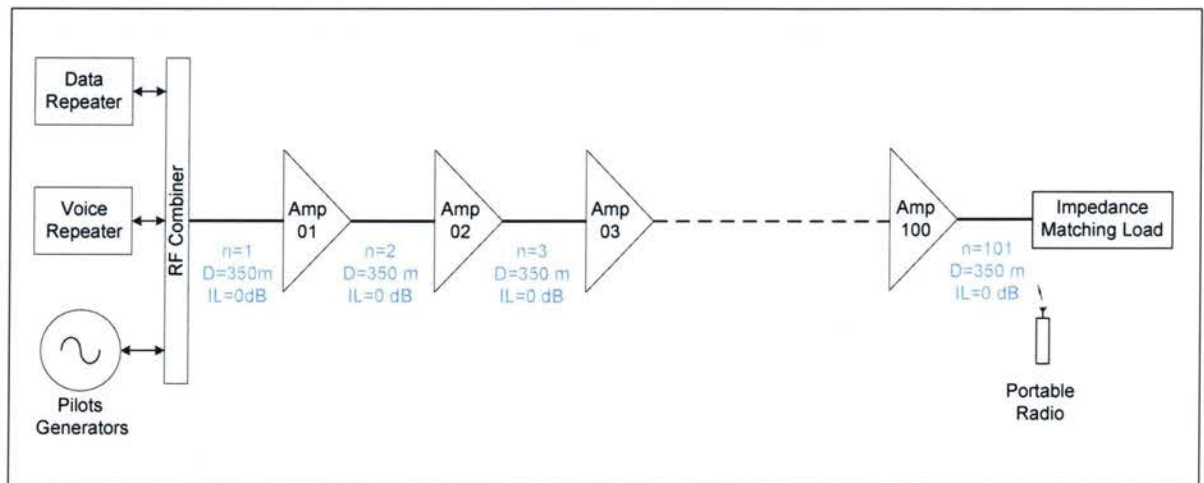 Data
Repeater
Voice
Repeater
Pilots
Generators
RF Combiner
n=1
D=350m
IL=0dB
Amp
01
n=2
D=350 m
IL=0 dB
Amp
02
n=3
D=350 m
IL=0 dB
Amp
03
Amp
100
n=101
D=350 m
IL=0 dB
Impedance
Matching Load
Portable
Radio